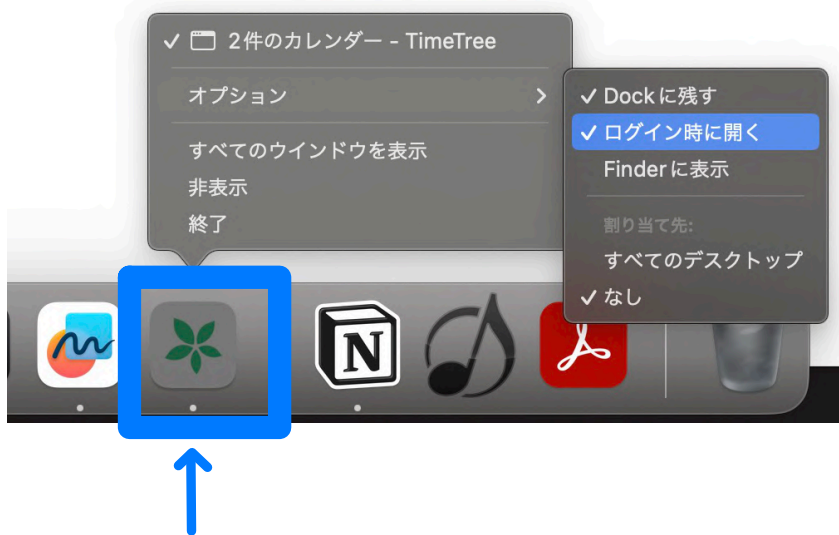 ✓ 2件のカレンダー – TimeTree
オプション
すべてのウインドウを表示
非表示
終了
✓ Dockに残す
✓ ログイン時に開く
Finderに表示
割り当て先:
すべてのデスクトップ
✓ なし
N